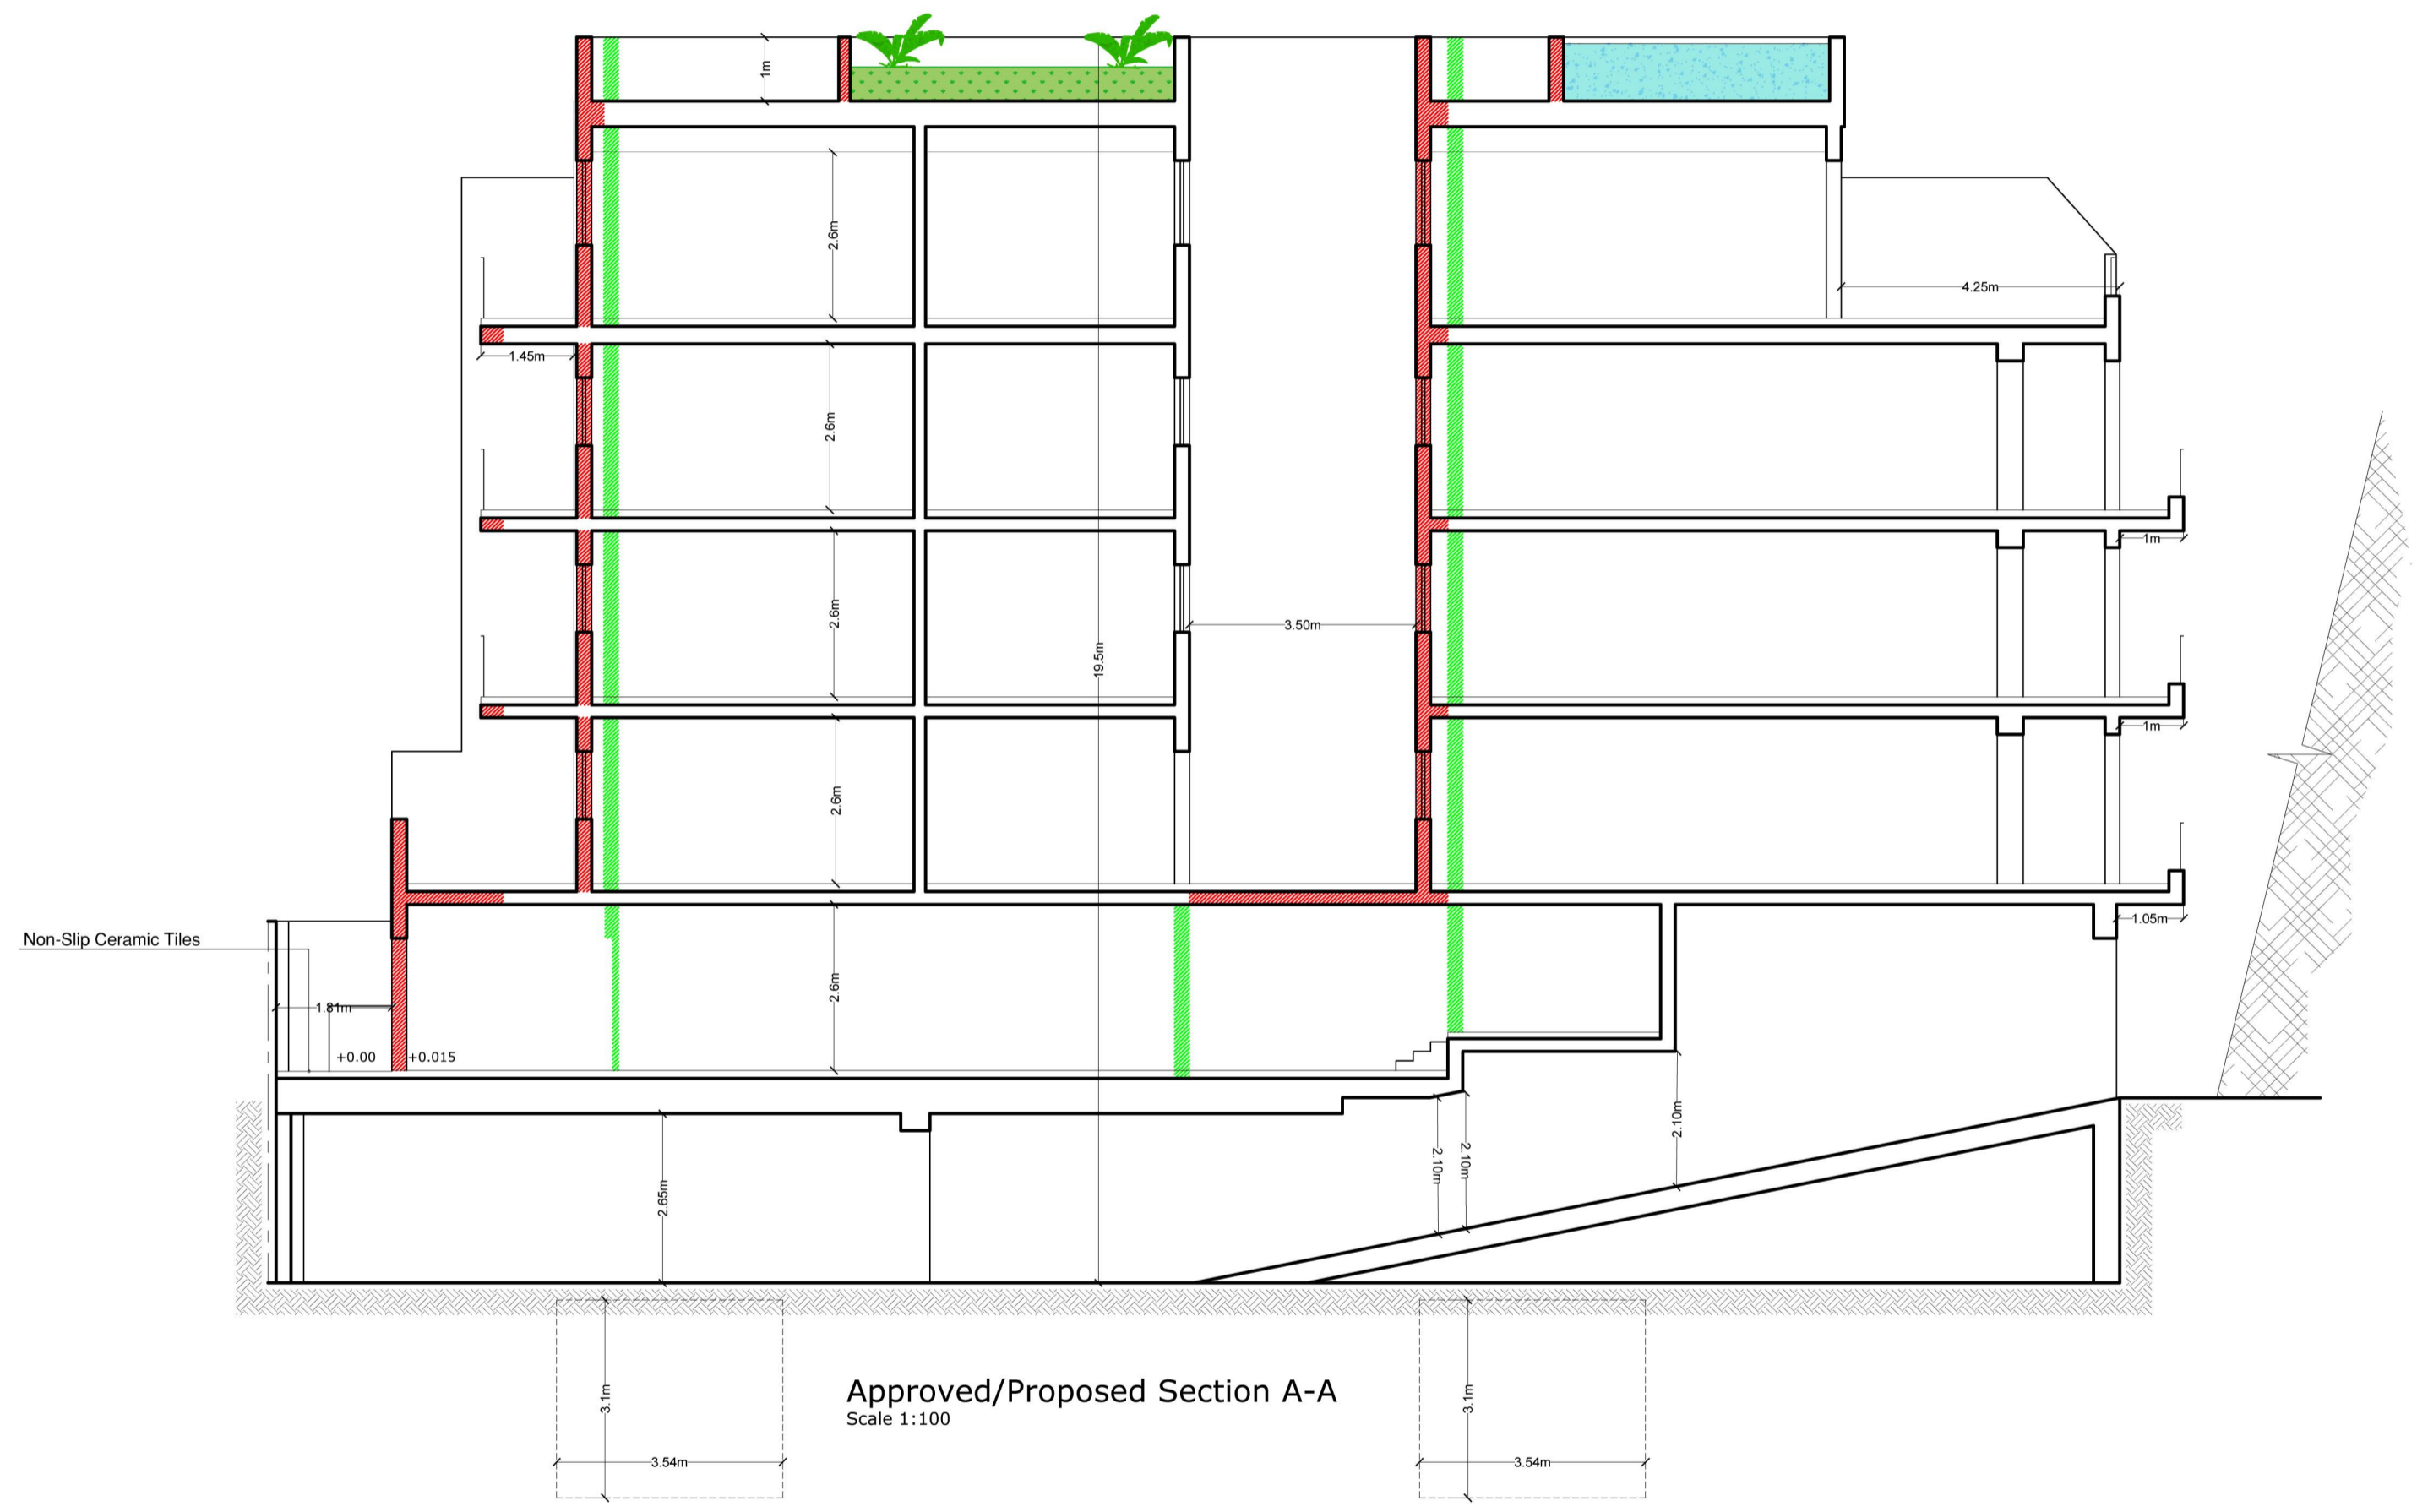 1m
2.6m
4.25m
1.45m
2.6m
1m
2.6m
3.50m
19.5m
1m
2.6m
1.05m
Non-Slip Ceramic Tiles
2.6m
1.81m
+0.00
+0.015
2.10m
2.10m
2.10m
2.65m
Approved/Proposed Section A-A
Scale 1:100
3.1m
3.1m
3.54m
3.54m